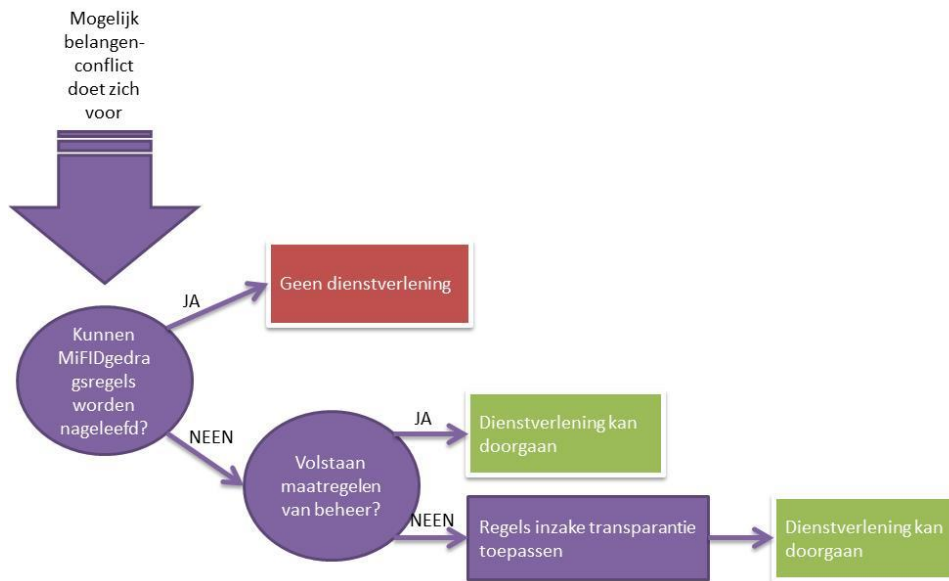 Mogelijk
belangen-
conflict
doet zich
voor
JA
Geen dienstverlening
Kunnen
MiFIDgedra
gsregels
worden
nageleefd?
NEEN
JA
Dienstverlening kan
doorgaan
Volstaan
maatregelen
van beheer?
NEEN
Regels inzake transparantie
toepassen
Dienstverlening kan
doorgaan